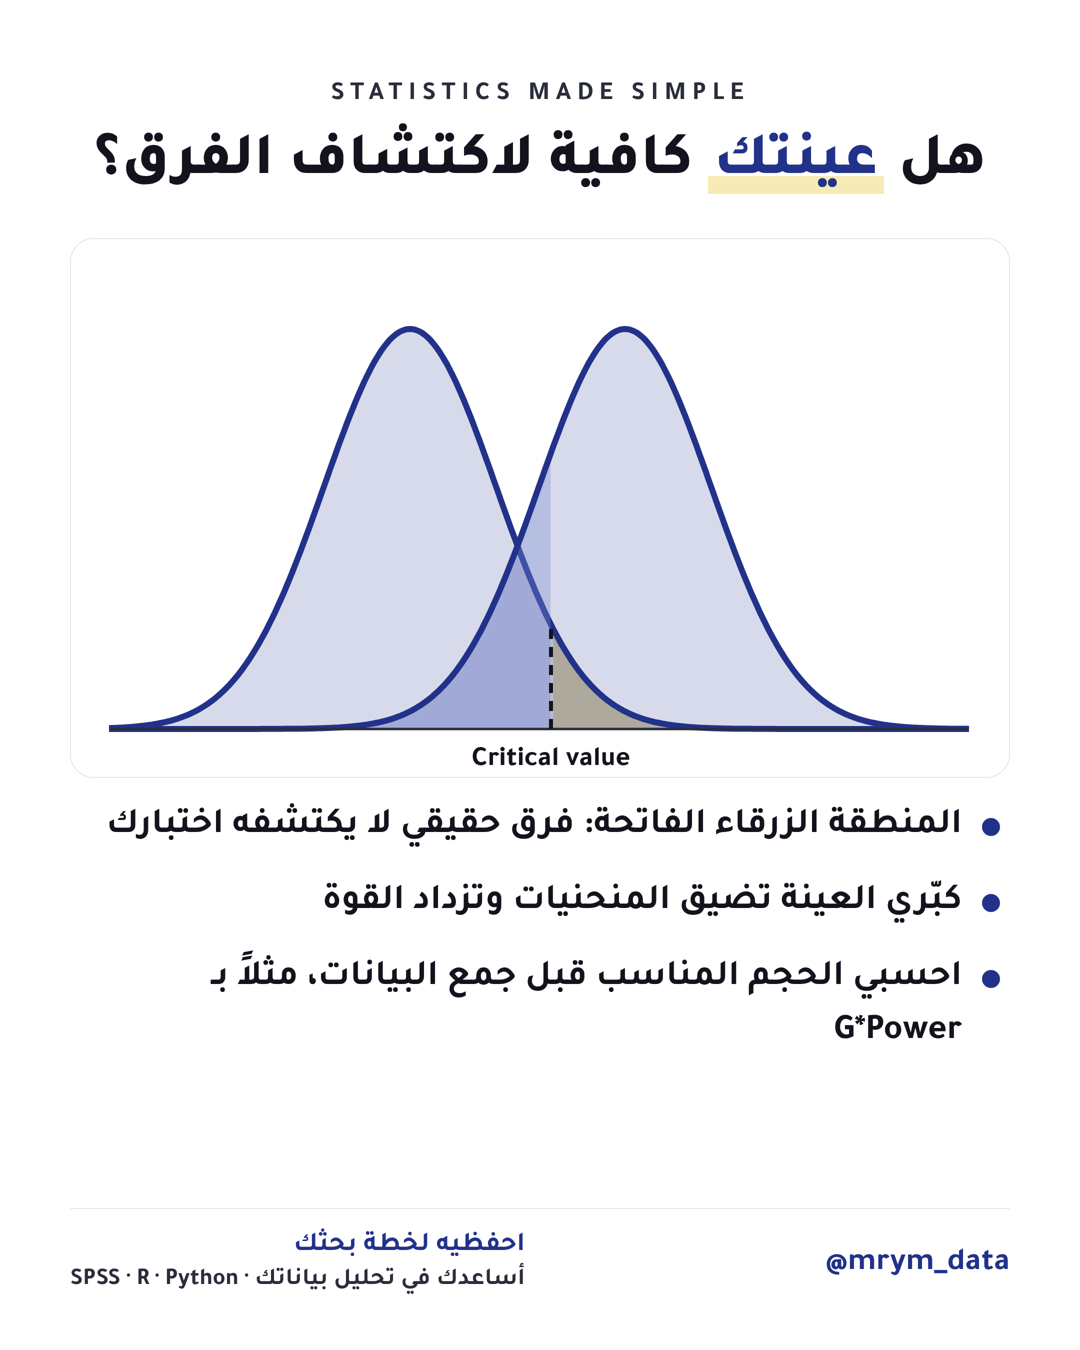 STATISTICS MADE SIMPLE
هل عينتك كافية لاكتشاف الفرق؟
Critical value
المنطقة الزرقاء الفاتحة: فرق حقيقي لا يكتشفه اختبارك
كبّري العينة تضيق المنحنيات وتزداد القوة
احسبي الحجم المناسب قبل جمع البيانات، مثلاً بـ
G*Power
احفظيه لخطة بحثك
أساعدك في تحليل بياناتك · SPSS · R · Python
@mrym_data